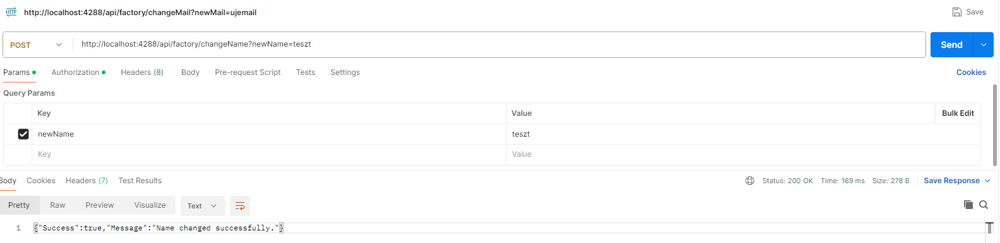 HTTP http://localhost:4288/api/factory/changeMail?newMail=ujemail Save
POST http://localhost:4288/api/factory/changeName?newName=teszt Send
Params Authorization Headers (8) Body Pre-request Script Tests Settings Cookies
Query Params
Key Value Bulk Edit
newName teszt
Key Value
Body Cookies Headers (7) Test Results Status: 200 OK Time: 169 ms Size: 278 B Save Response
Pretty Raw Preview Visualize Text
1 {"Success":true,"Message":"Name changed successfully."}